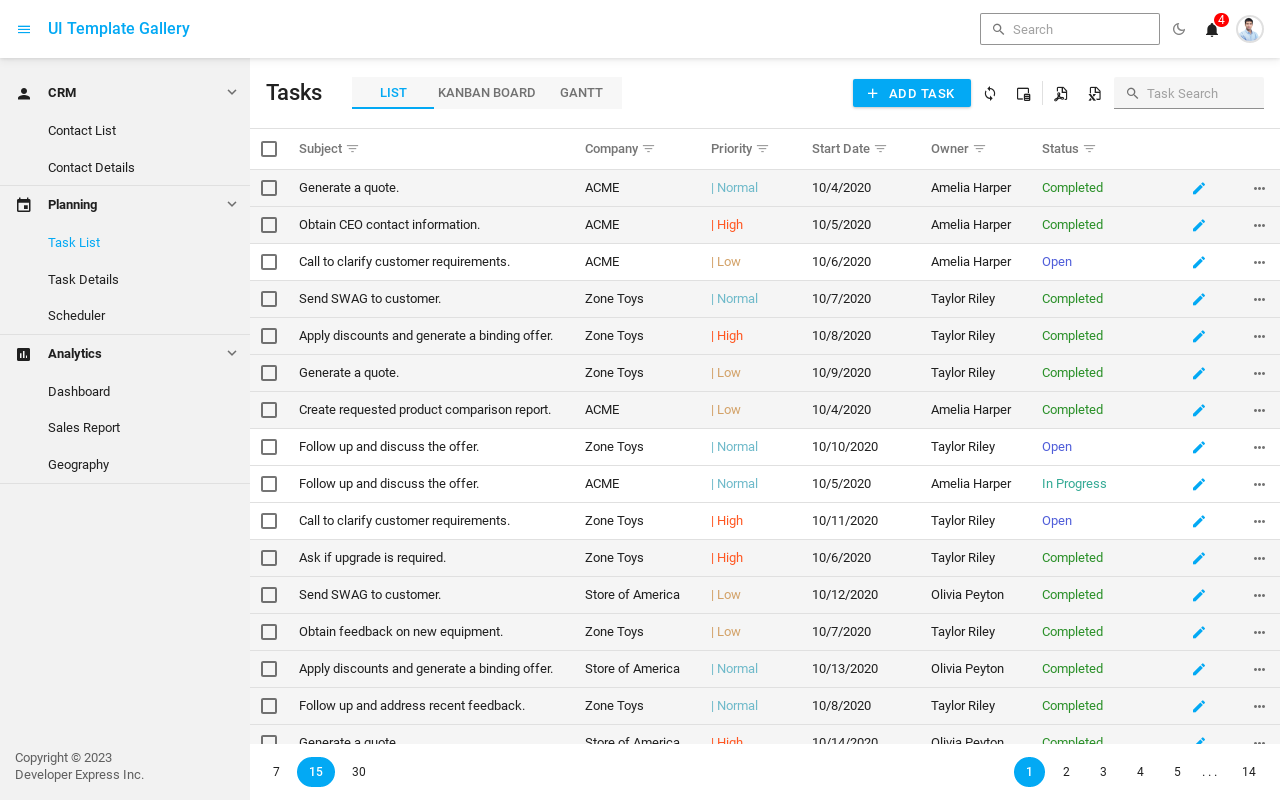 UI Template Gallery
Search
4
CRM
Contact List
Contact Details
Planning
Task List
Task Details
Scheduler
Analytics
Dashboard
Sales Report
Geography
Copyright © 2023
Developer Express Inc.
Tasks
LIST KANBAN BOARD GANTT
ADD TASK
Task Search
Subject Company Priority Start Date Owner Status
Generate a quote. ACME | Normal 10/4/2020 Amelia Harper Completed
Obtain CEO contact information. ACME | High 10/5/2020 Amelia Harper Completed
Call to clarify customer requirements. ACME | Low 10/6/2020 Amelia Harper Open
Send SWAG to customer. Zone Toys | Normal 10/7/2020 Taylor Riley Completed
Apply discounts and generate a binding offer. Zone Toys | High 10/8/2020 Taylor Riley Completed
Generate a quote. Zone Toys | Low 10/9/2020 Taylor Riley Completed
Create requested product comparison report. ACME | Low 10/4/2020 Amelia Harper Completed
Follow up and discuss the offer. Zone Toys | Normal 10/10/2020 Taylor Riley Open
Follow up and discuss the offer. ACME | Normal 10/5/2020 Amelia Harper In Progress
Call to clarify customer requirements. Zone Toys | High 10/11/2020 Taylor Riley Open
Ask if upgrade is required. Zone Toys | High 10/6/2020 Taylor Riley Completed
Send SWAG to customer. Store of America | Low 10/12/2020 Olivia Peyton Completed
Obtain feedback on new equipment. Zone Toys | Low 10/7/2020 Taylor Riley Completed
Apply discounts and generate a binding offer. Store of America | Normal 10/13/2020 Olivia Peyton Completed
Follow up and address recent feedback. Zone Toys | Normal 10/8/2020 Taylor Riley Completed
Generate a quote. Store of America | High 10/14/2020 Olivia Peyton Completed
7 15 30
1 2 3 4 5 . . . 14